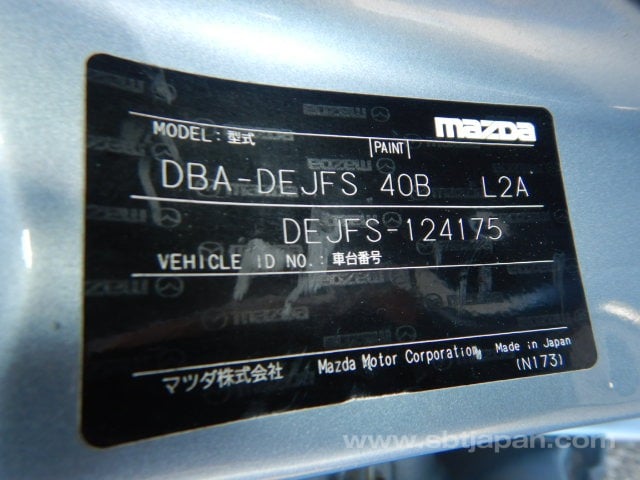 mazda
MODEL: 型式 PAINT
DBA-DEJFS 40B L2A
DEJFS-124175
VEHICLE ID NO.: 車台番号
マツダ株式会社 Mazda Motor Corporation Made in Japan
(N173)
www.sbtjapan.com